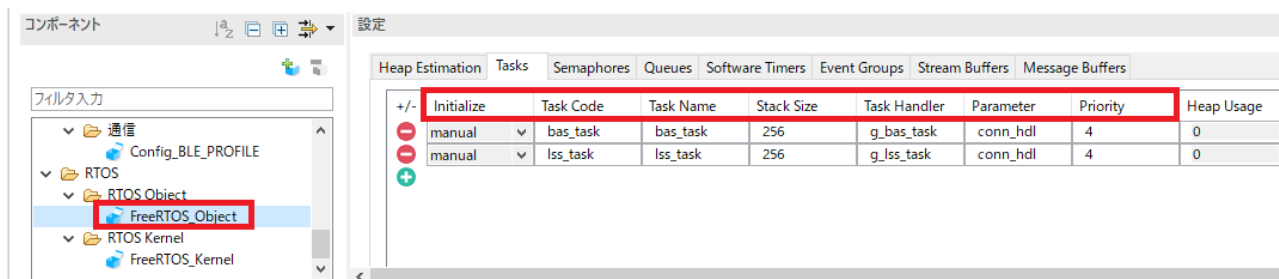 コンポーネント
設定
Heap Estimation Tasks Semaphores Queues Software Timers Event Groups Stream Buffers Message Buffers
フィルタ入力
通信
Config_BLE_PROFILE
RTOS
RTOS Object
FreeRTOS_Object
RTOS Kernel
FreeRTOS_Kernel
+/- Initialize Task Code Task Name Stack Size Task Handler Parameter Priority Heap Usage
manual bas_task bas_task 256 g_bas_task conn_hdl 4 0
manual lss_task lss_task 256 g_lss_task conn_hdl 4 0